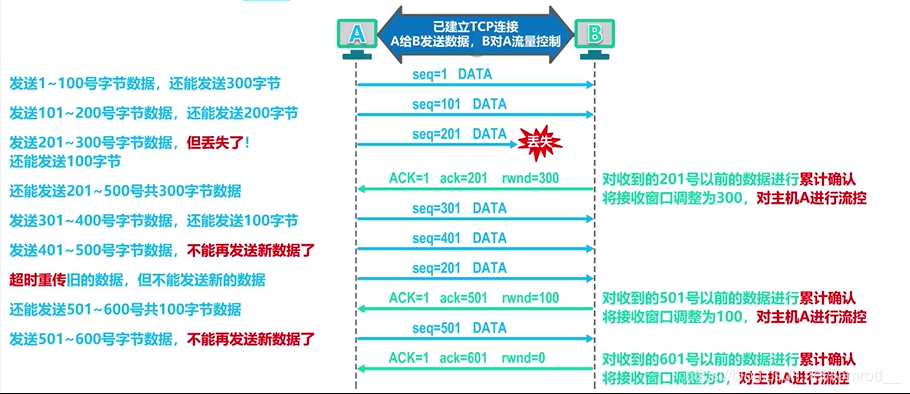 已建立TCP连接
A给B发送数据，B对A流量控制
A
B
发送1~100号字节数据，还能发送300字节
seq=1 DATA
发送101~200号字节数据，还能发送200字节
seq=101 DATA
发送201~300号字节数据，但丢失了！
还能发送100字节
seq=201 DATA
丢失
还能发送201~500号共300字节数据
ACK=1 ack=201 rwnd=300
对收到的201号以前的数据进行累计确认
将接收窗口调整为300，对主机A进行流控
发送301~400号字节数据，还能发送100字节
seq=301 DATA
发送401~500号字节数据，不能再发送新数据了
seq=401 DATA
超时重传旧的数据，但不能发送新的数据
seq=201 DATA
还能发送501~600号共100字节数据
ACK=1 ack=501 rwnd=100
对收到的501号以前的数据进行累计确认
将接收窗口调整为100，对主机A进行流控
发送501~600号字节数据，不能再发送新数据了
seq=501 DATA
ACK=1 ack=601 rwnd=0
对收到的601号以前的数据进行累计确认
将接收窗口调整为0，对主机A进行流控